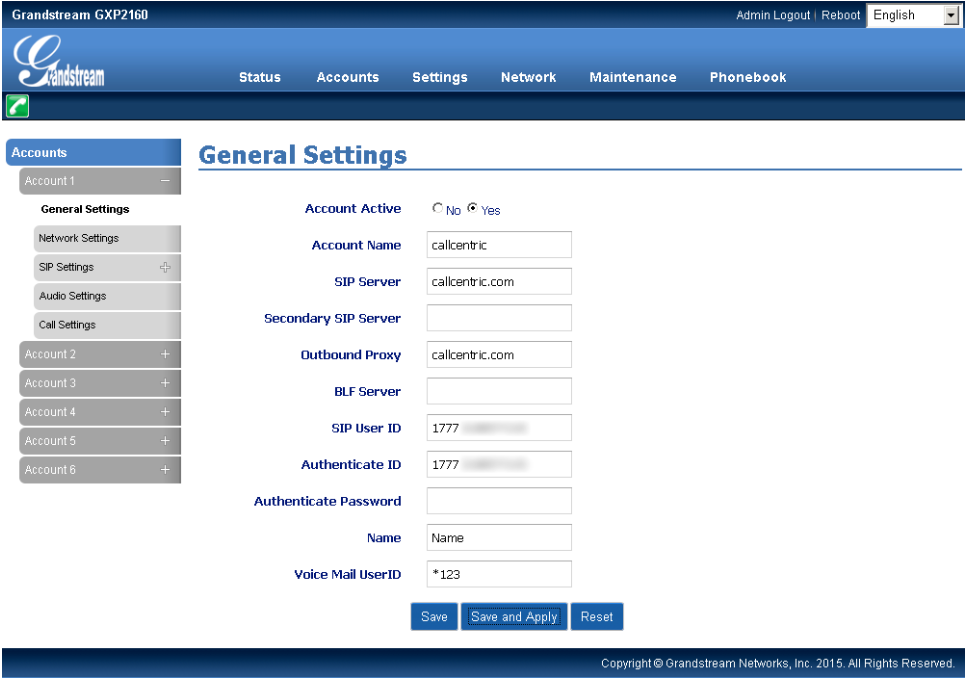 Grandstream GXP2160
Admin Logout | Reboot English
Grandstream
Status Accounts Settings Network Maintenance Phonebook
Accounts
Account 1
General Settings
Network Settings
SIP Settings
Audio Settings
Call Settings
Account 2
Account 3
Account 4
Account 5
Account 6
General Settings
Account Active No Yes
Account Name callcentric
SIP Server callcentric.com
Secondary SIP Server
Outbound Proxy callcentric.com
BLF Server
SIP User ID 1777
Authenticate ID 1777
Authenticate Password
Name Name
Voice Mail UserID *123
Save Save and Apply Reset
Copyright © Grandstream Networks, Inc. 2015. All Rights Reserved.